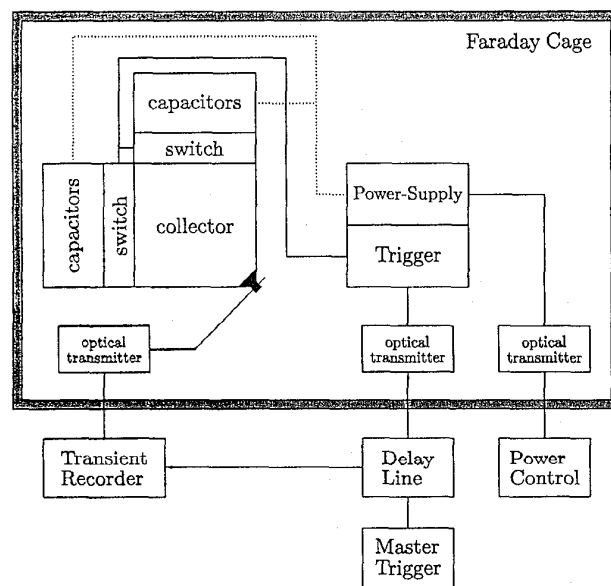 Faraday Cage
capacitors
switch
capacitors
switch
collector
Power-Supply
Trigger
optical
transmitter
optical
transmitter
optical
transmitter
Transient
Recorder
Delay
Line
Power
Control
Master
Trigger